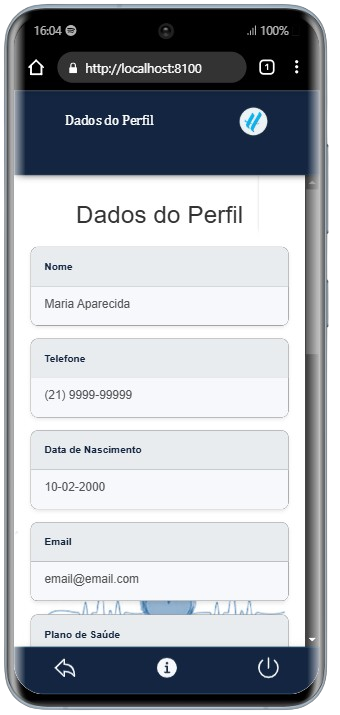 16:04
100%
http://localhost:8100
1
Dados do Perfil
Dados do Perfil
Nome
Maria Aparecida
Telefone
(21) 9999-99999
Data de Nascimento
10-02-2000
Email
email@email.com
Plano de Saúde